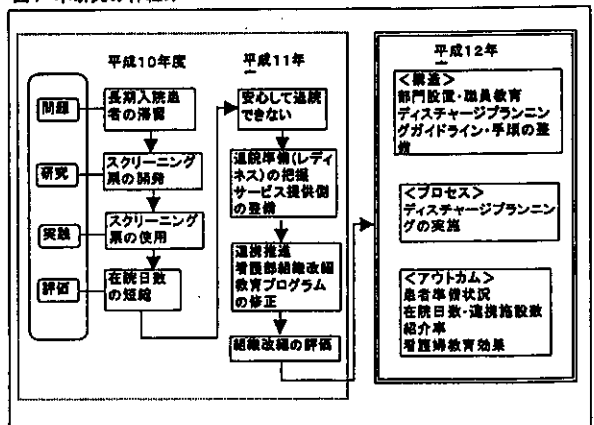 平成10年度
平成11年
平成12年
問題
研究
実践
評価
長期入院患
者の滞留
スクリーニング
票の開発
スクリーニング
票の使用
在院日数
の短縮
安心して退院
できない
退院準備(レディ
ネス)の把握
サービス提供側
の整備
連携推進
看護部組織改編
教育プログラム
の修正
組織改編の評価
<構造>
部門設置・職員教育
ディスチャージプランニン
グガイドライン・手順の整
備
<プロセス>
ディスチャージプランニン
グの実施
<アウトカム>
患者準備状況
在院日数・連携施設数
紹介率
看護婦教育効果